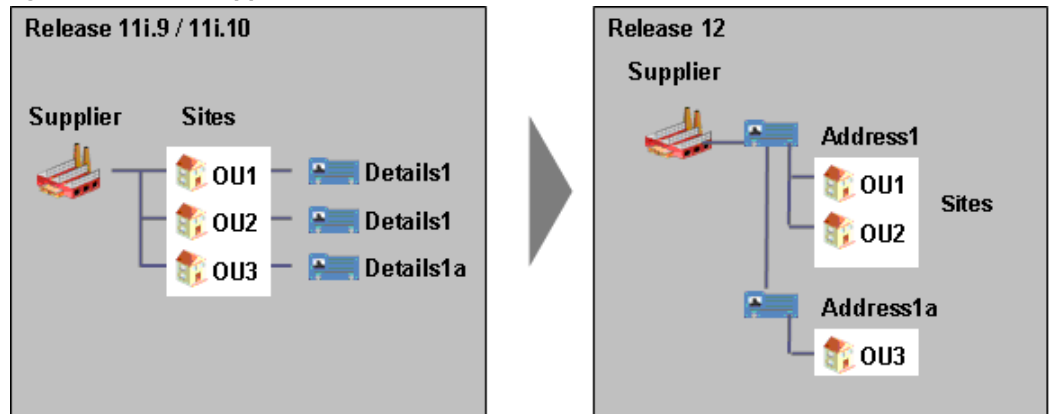 Release 11i.9 / 11i.10
Supplier Sites
OU1 Details1
OU2 Details1
OU3 Details1a
Release 12
Supplier
Address1
OU1
Sites
OU2
Address1a
OU3